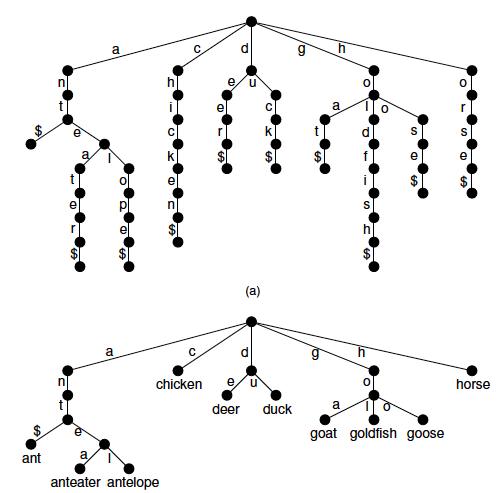 a c d g h
n h e u o o
t i e c a l o r
$ e c r k t d s s
a l k $ $ $ f e e
t o e i $ $
e p n s
r e $ h
$ $ $
(a)
a c d g h
n chicken e u o horse
t deer duck a l o
$ e goat goldfish goose
ant a l
anteater antelope